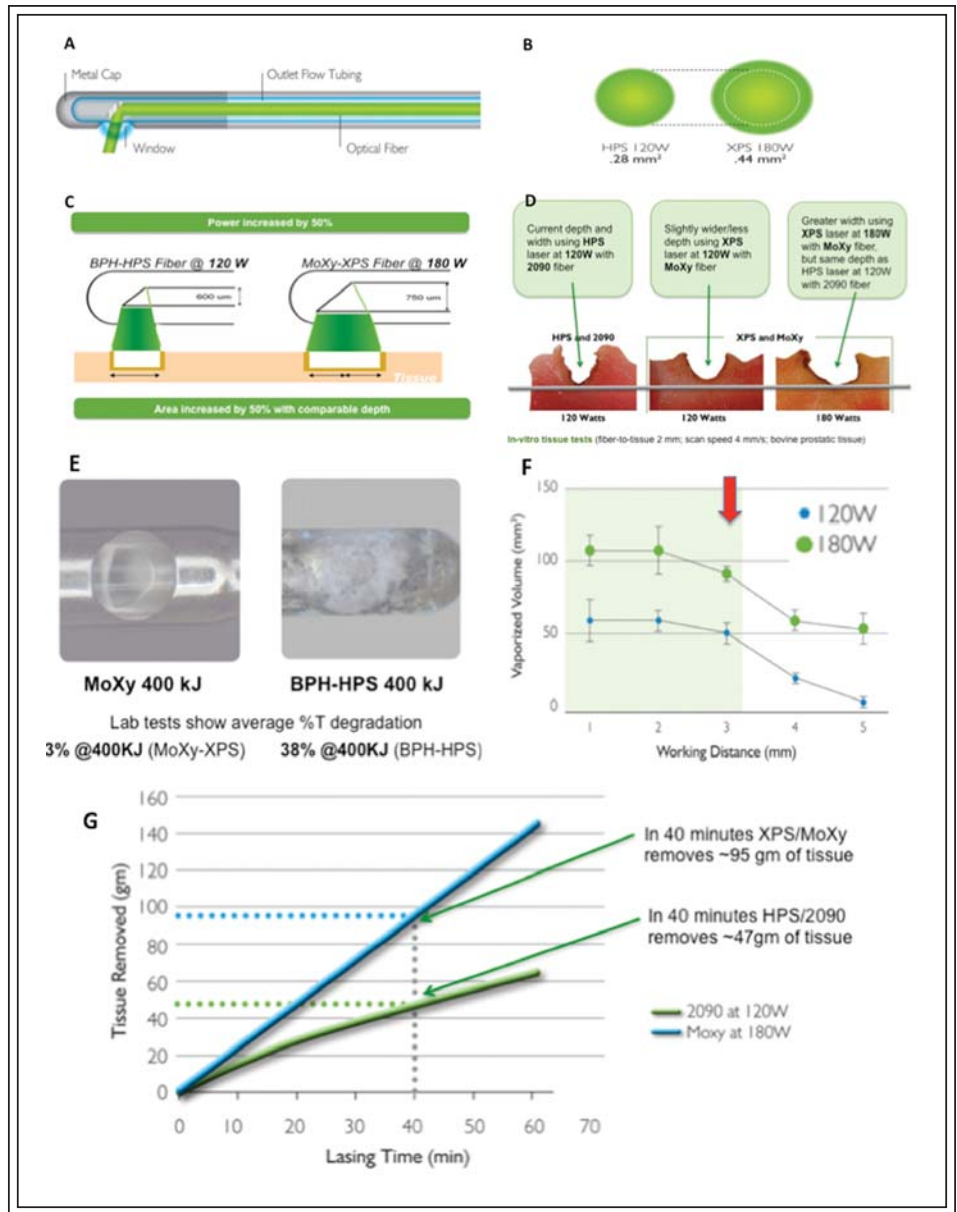 A
Metal Cap
Outlet Flow Tubing
Window
Optical Fiber
B
HPS 120W
.28 mm²
XPS 180W
.44 mm²
C
Power increased by 50%
BPH-HPS Fiber @ 120 W
MoXy-XPS Fiber @ 180 W
600 um
750 um
Tissue
Area increased by 50% with comparable depth
D
Current depth and
width using HPS
laser at 120W with
2090 fiber
Slightly wider/less
depth using XPS
laser at 120W with
MoXy fiber
Greater width using
XPS laser at 180W
with MoXy fiber,
but same depth as
HPS laser at 120W
with 2090 fiber
HPS and 2090
XPS and MoXy
120 Watts
120 Watts
180 Watts
In-vitro tissue tests (fiber-to-tissue 2 mm; scan speed 4 mm/s; bovine prostatic tissue)
E
MoXy 400 kJ
BPH-HPS 400 kJ
Lab tests show average %T degradation
3% @400KJ (MoXy-XPS)
38% @400KJ (BPH-HPS)
F
150
100
50
0
Vaporized Volume (mm³)
120W
180W
1 2 3 4 5
Working Distance (mm)
G
160
140
120
100
80
60
40
20
0
Tissue Removed (gm)
0 10 20 30 40 50 60 70
Lasing Time (min)
In 40 minutes XPS/MoXy
removes ~95 gm of tissue
In 40 minutes HPS/2090
removes ~47gm of tissue
2090 at 120W
Moxy at 180W